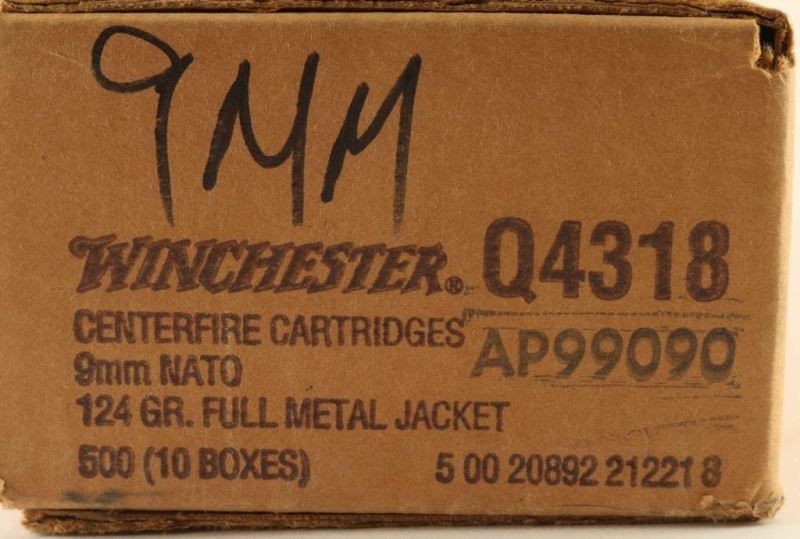 9MM
WINCHESTER® Q4318
CENTERFIRE CARTRIDGES AP99090
9mm NATO
124 GR. FULL METAL JACKET
500 (10 BOXES) 5 00 20892 21221 8